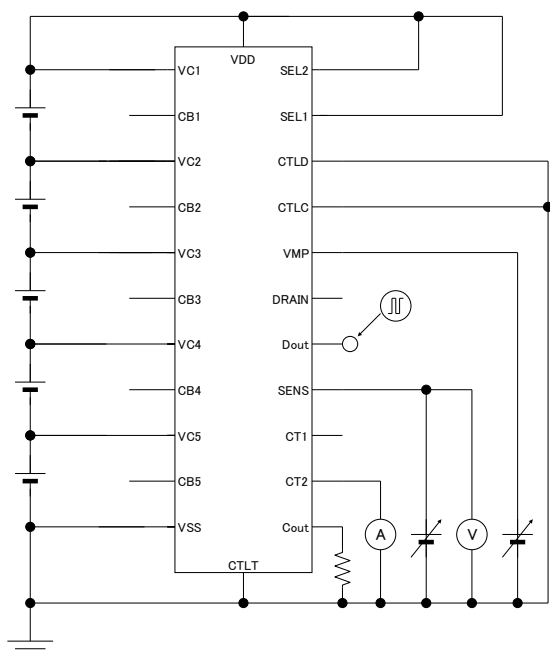 VDD
VC1
SEL2
CB1
SEL1
VC2
CTLD
CB2
CTLC
VC3
VMP
CB3
DRAIN
VC4
Dout
CB4
SENS
VC5
CT1
CB5
CT2
VSS
Cout
A
V
CTLT